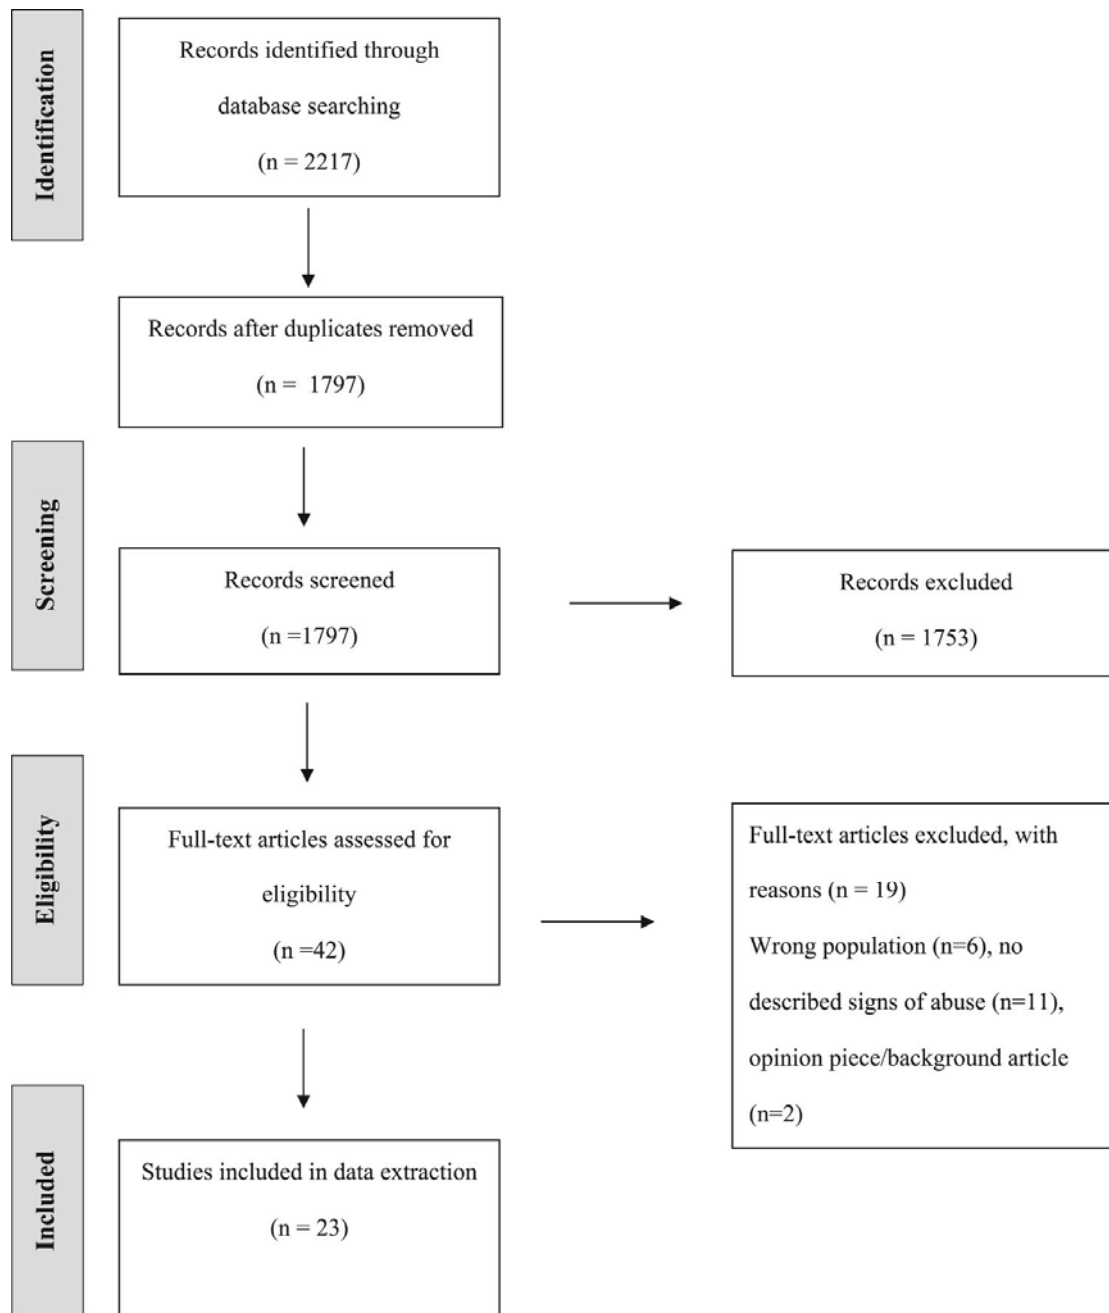 Identification
Records identified through
database searching
(n = 2217)
Records after duplicates removed
(n =  1797)
Screening
Records screened
(n =1797)
Records excluded
(n = 1753)
Eligibility
Full-text articles assessed for
eligibility
(n =42)
Full-text articles excluded, with
reasons (n = 19)
Wrong population (n=6), no
described signs of abuse (n=11),
opinion piece/background article
(n=2)
Included
Studies included in data extraction
(n = 23)